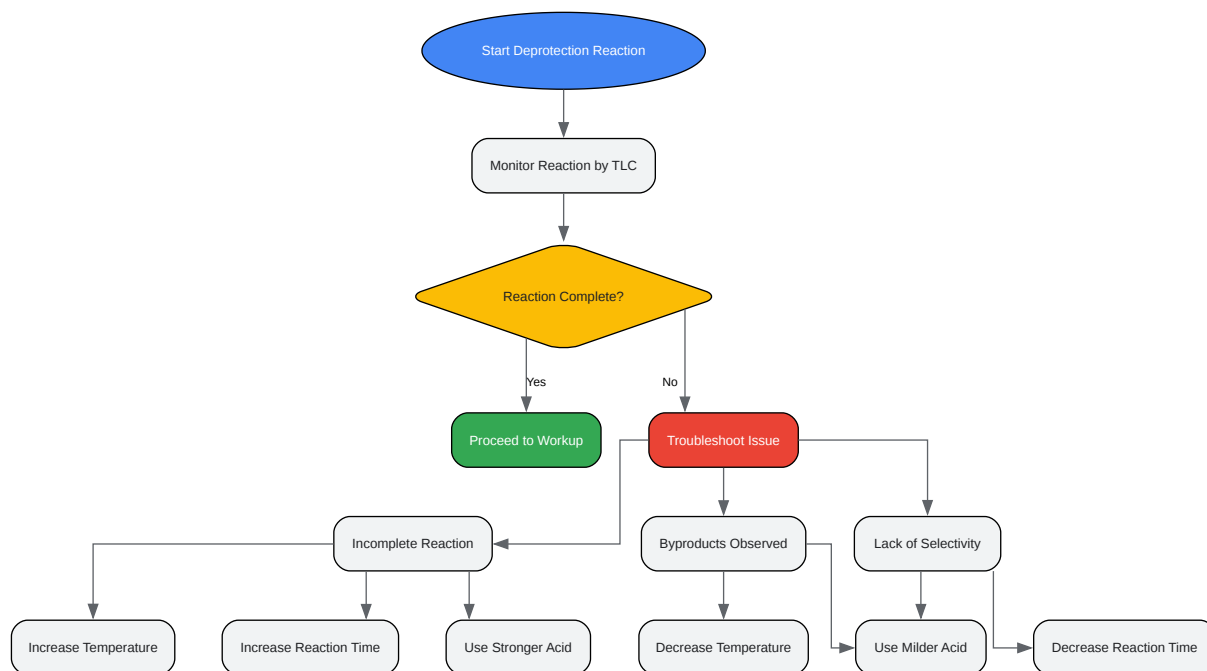 Start Deprotection Reaction
Monitor Reaction by TLC
Reaction Complete?
Yes
No
Proceed to Workup
Troubleshoot Issue
Incomplete Reaction
Byproducts Observed
Lack of Selectivity
Increase Temperature
Increase Reaction Time
Use Stronger Acid
Decrease Temperature
Use Milder Acid
Decrease Reaction Time